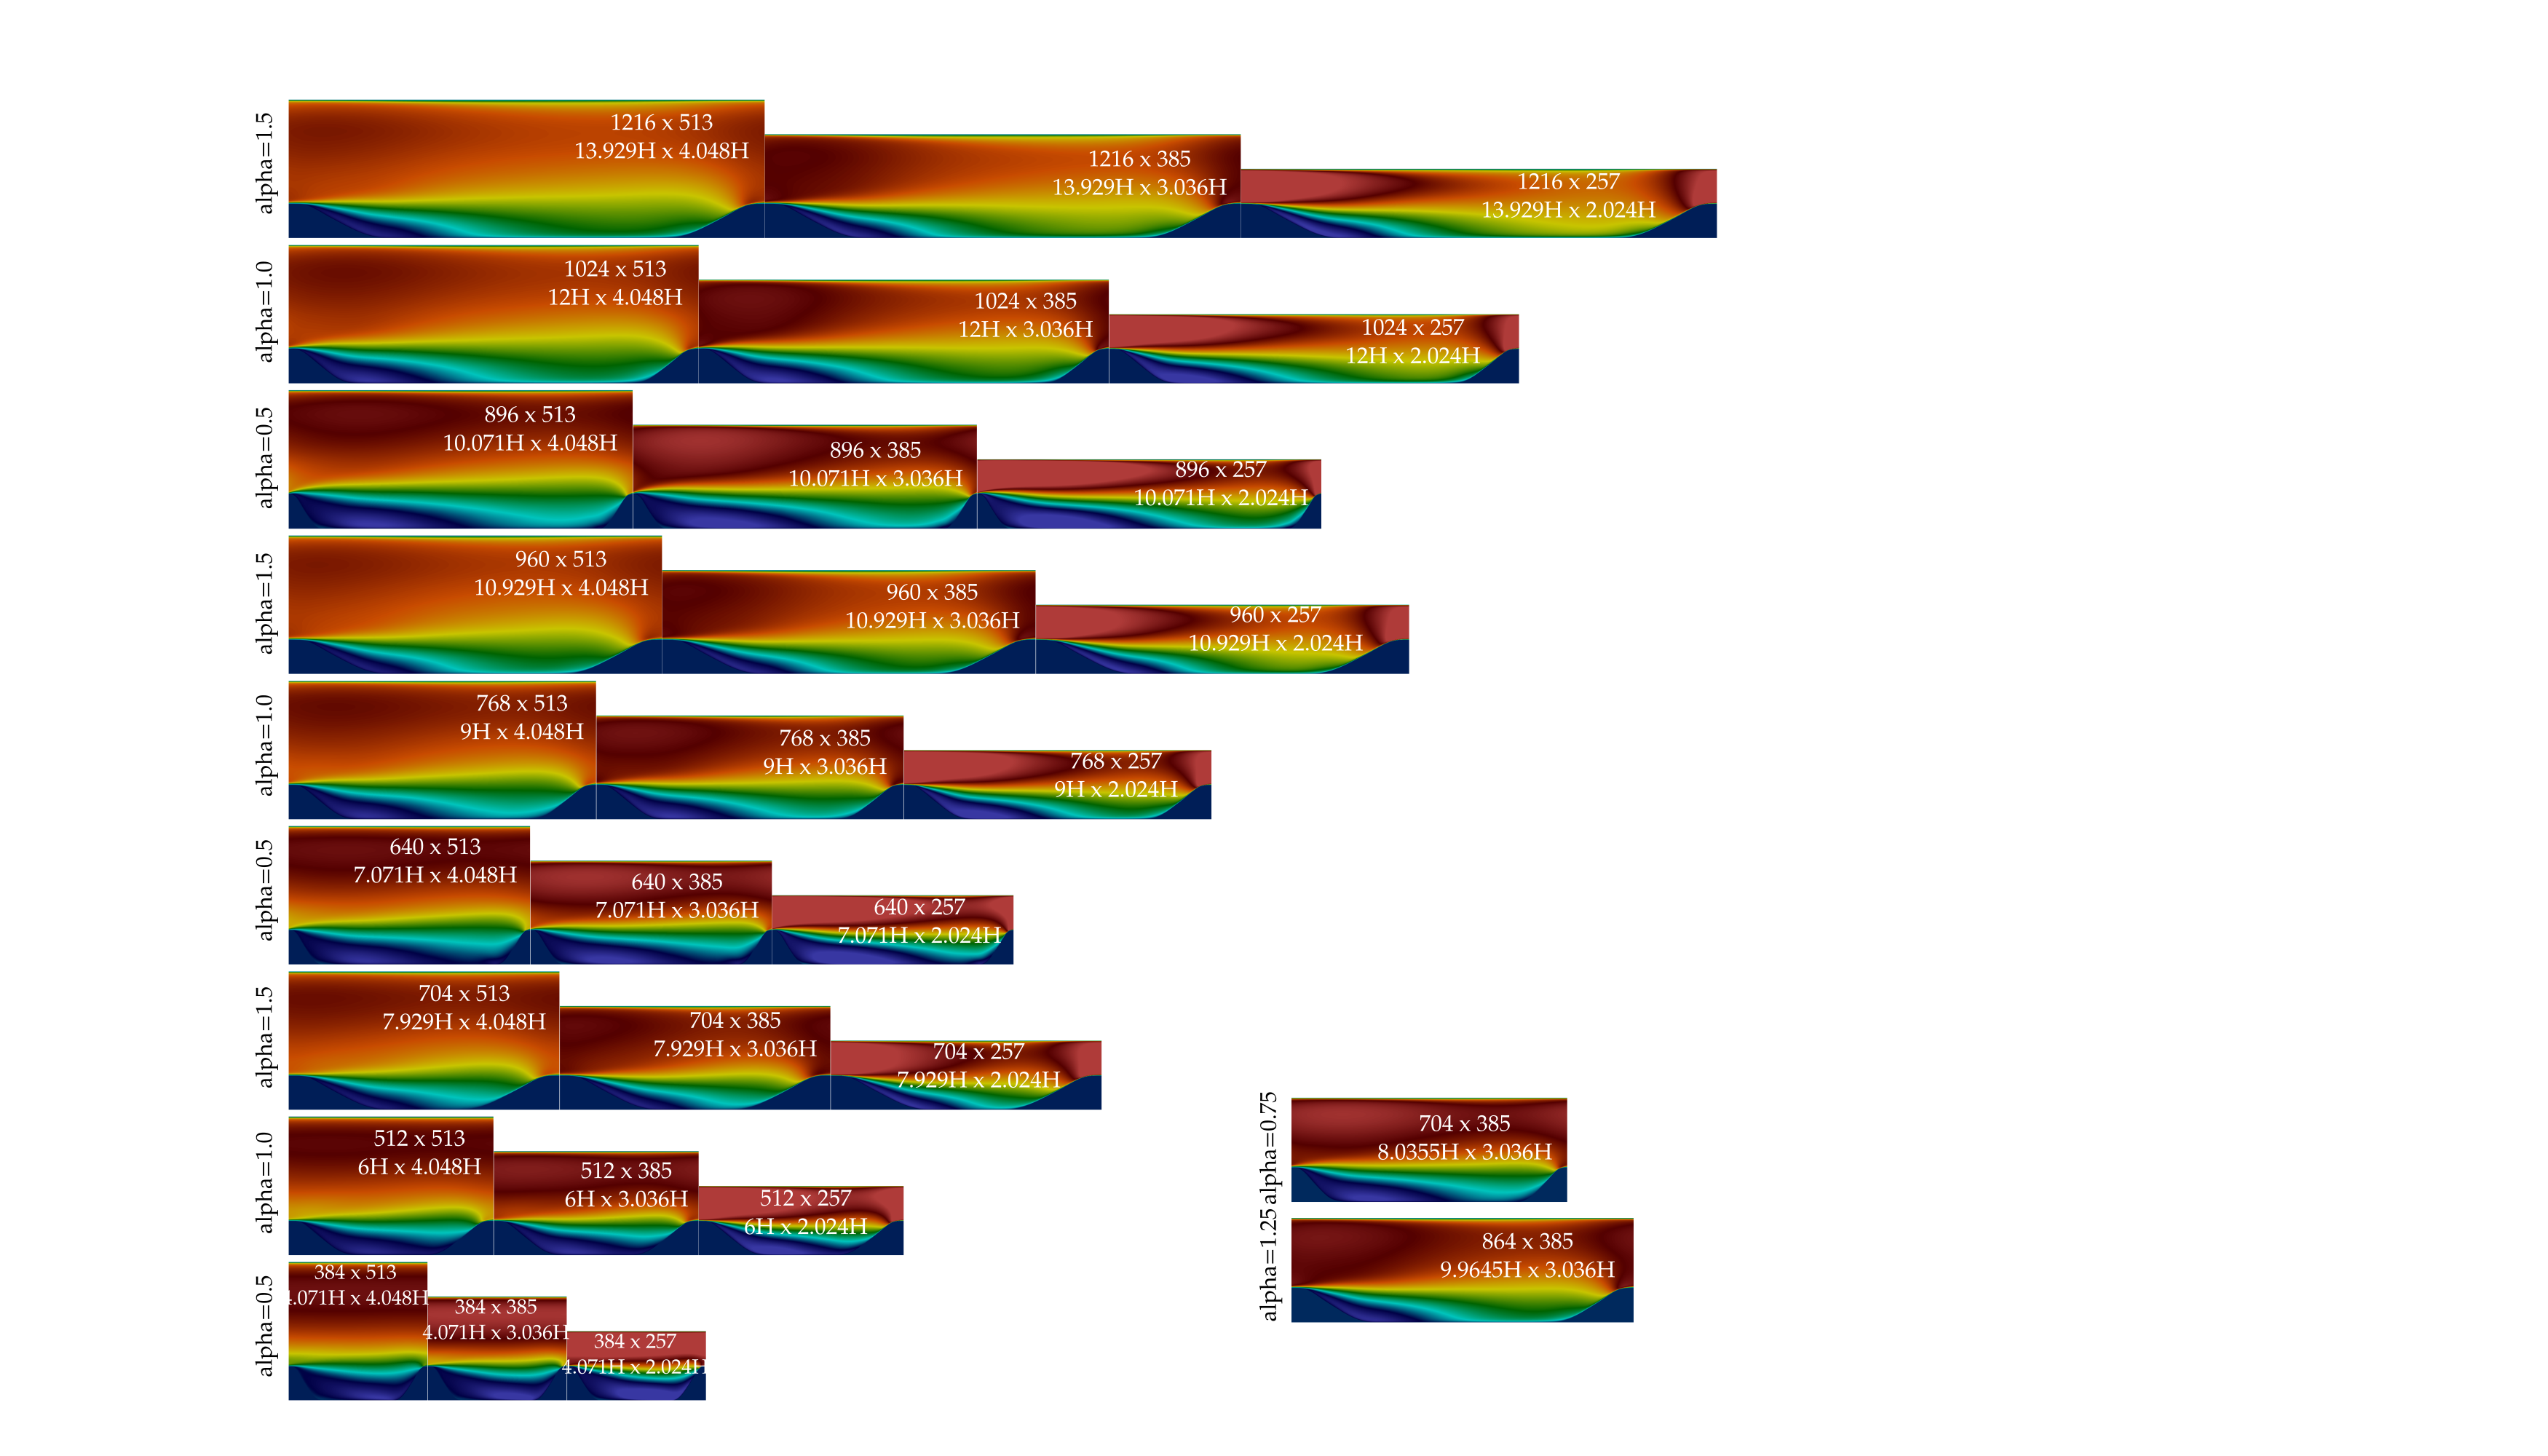 alpha=1.5
1216 x 513
13.929H x 4.048H
1216 x 385
13.929H x 3.036H
1216 x 257
13.929H x 2.024H
alpha=1.0
1024 x 513
12H x 4.048H
1024 x 385
12H x 3.036H
1024 x 257
12H x 2.024H
alpha=0.5
896 x 513
10.071H x 4.048H
896 x 385
10.071H x 3.036H
896 x 257
10.071H x 2.024H
alpha=1.5
960 x 513
10.929H x 4.048H
960 x 385
10.929H x 3.036H
960 x 257
10.929H x 2.024H
alpha=1.0
768 x 513
9H x 4.048H
768 x 385
9H x 3.036H
768 x 257
9H x 2.024H
alpha=0.5
640 x 513
7.071H x 4.048H
640 x 385
7.071H x 3.036H
640 x 257
7.071H x 2.024H
alpha=1.5
704 x 513
7.929H x 4.048H
704 x 385
7.929H x 3.036H
704 x 257
7.929H x 2.024H
alpha=1.0
512 x 513
6H x 4.048H
512 x 385
6H x 3.036H
512 x 257
6H x 2.024H
alpha=0.5
384 x 513
4.071H x 4.048H
384 x 385
4.071H x 3.036H
384 x 257
4.071H x 2.024H
alpha=0.75
704 x 385
8.0355H x 3.036H
alpha=1.25
864 x 385
9.9645H x 3.036H